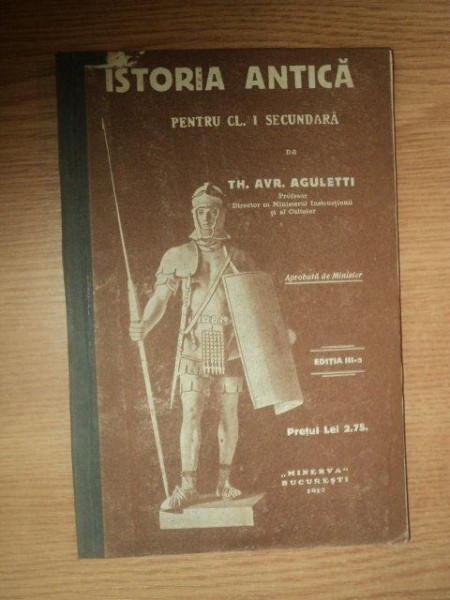 ISTORIA ANTICĂ
PENTRU CL. I SECUNDARĂ
DE
TH. AVR. AGULETTI
Profesor
Director în Ministerul Instrucțiunii
și al Cultelor
Aprobată de Minister
EDIȚIA III-a
Prețul Lei 2,75.
„MINERVA"
BUCUREȘTI